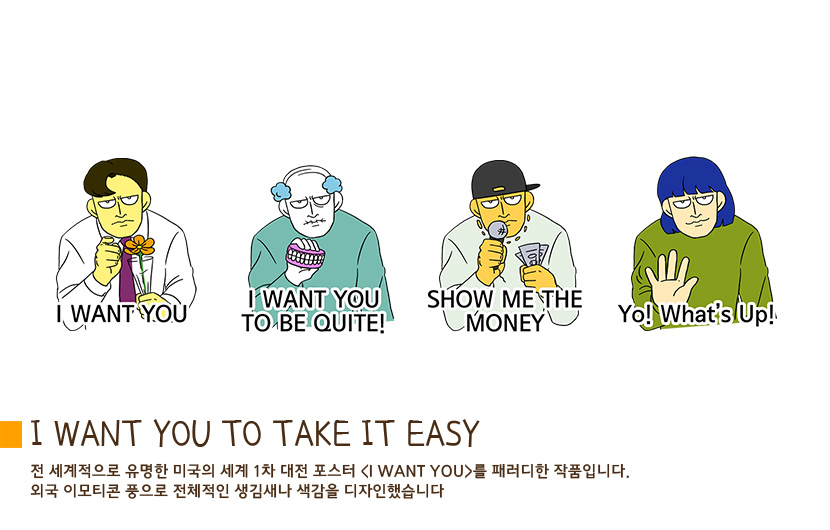 I WANT YOU
I WANT YOU
TO BE QUITE!
SHOW ME THE
MONEY
Yo! What's Up!
I WANT YOU TO TAKE IT EASY
전 세계적으로 유명한 미국의 세계 1차 대전 포스터 <I WANT YOU>를 패러디한 작품입니다.
외국 이모티콘 풍으로 전체적인 생김새나 색감을 디자인했습니다